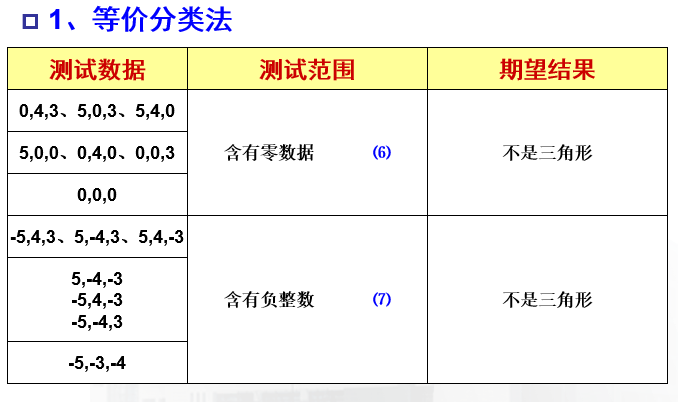 1、等价分类法
测试数据 测试范围 期望结果
0,4,3、5,0,3、5,4,0
5,0,0、0,4,0、0,0,3 含有零数据 (6) 不是三角形
0,0,0
-5,4,3、5,-4,3、5,4,-3
5,-4,-3
-5,4,-3 含有负整数 (7) 不是三角形
-5,-4,3
-5,-3,-4